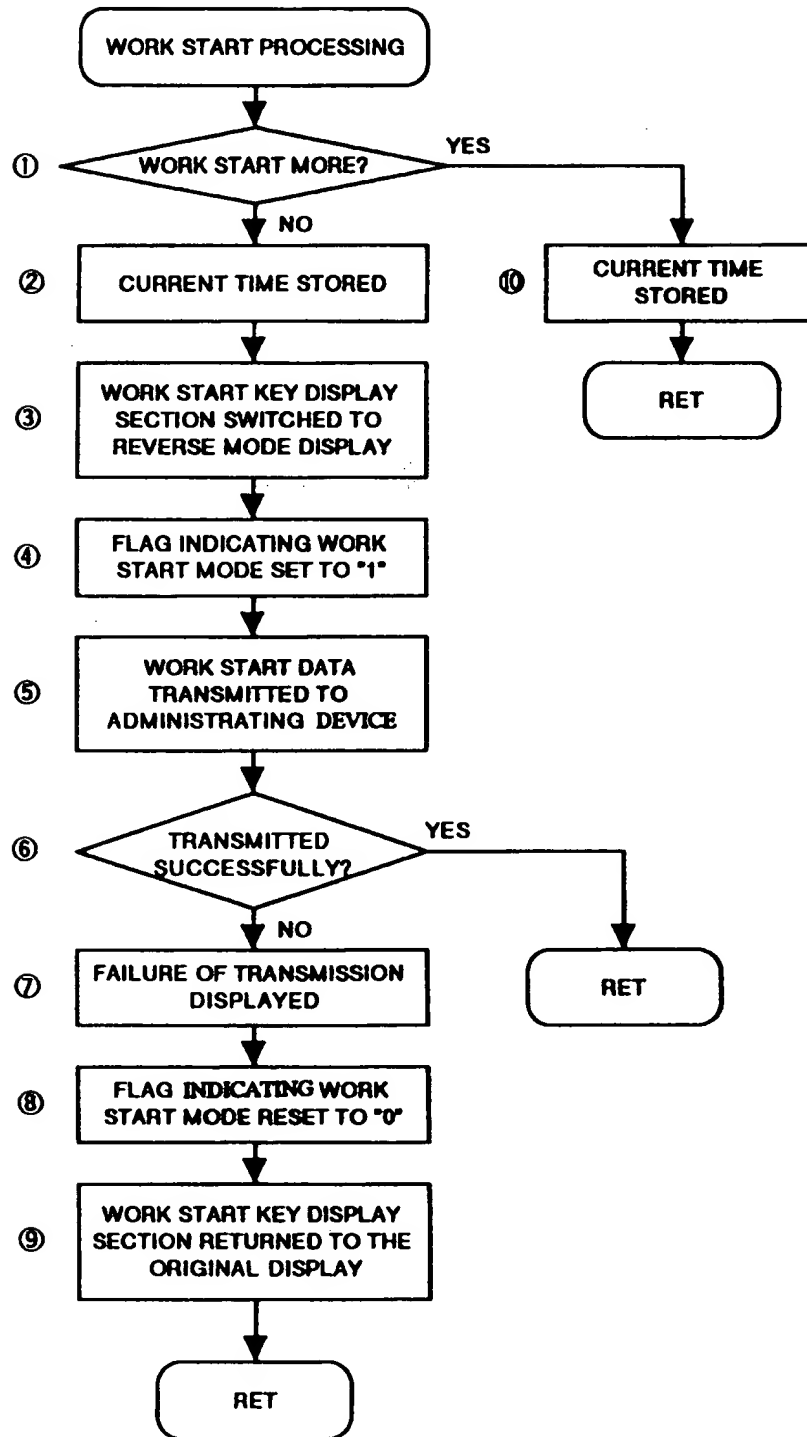 WORK START PROCESSING
① WORK START MORE?
YES
NO
② CURRENT TIME STORED
⑩ CURRENT TIME
STORED
RET
③ WORK START KEY DISPLAY
SECTION SWITCHED TO
REVERSE MODE DISPLAY
④ FLAG INDICATING WORK
START MODE SET TO "1"
⑤ WORK START DATA
TRANSMITTED TO
ADMINISTRATING DEVICE
⑥ TRANSMITTED
SUCCESSFULLY?
YES
NO
RET
⑦ FAILURE OF TRANSMISSION
DISPLAYED
⑧ FLAG INDICATING WORK
START MODE RESET TO "0"
⑨ WORK START KEY DISPLAY
SECTION RETURNED TO THE
ORIGINAL DISPLAY
RET